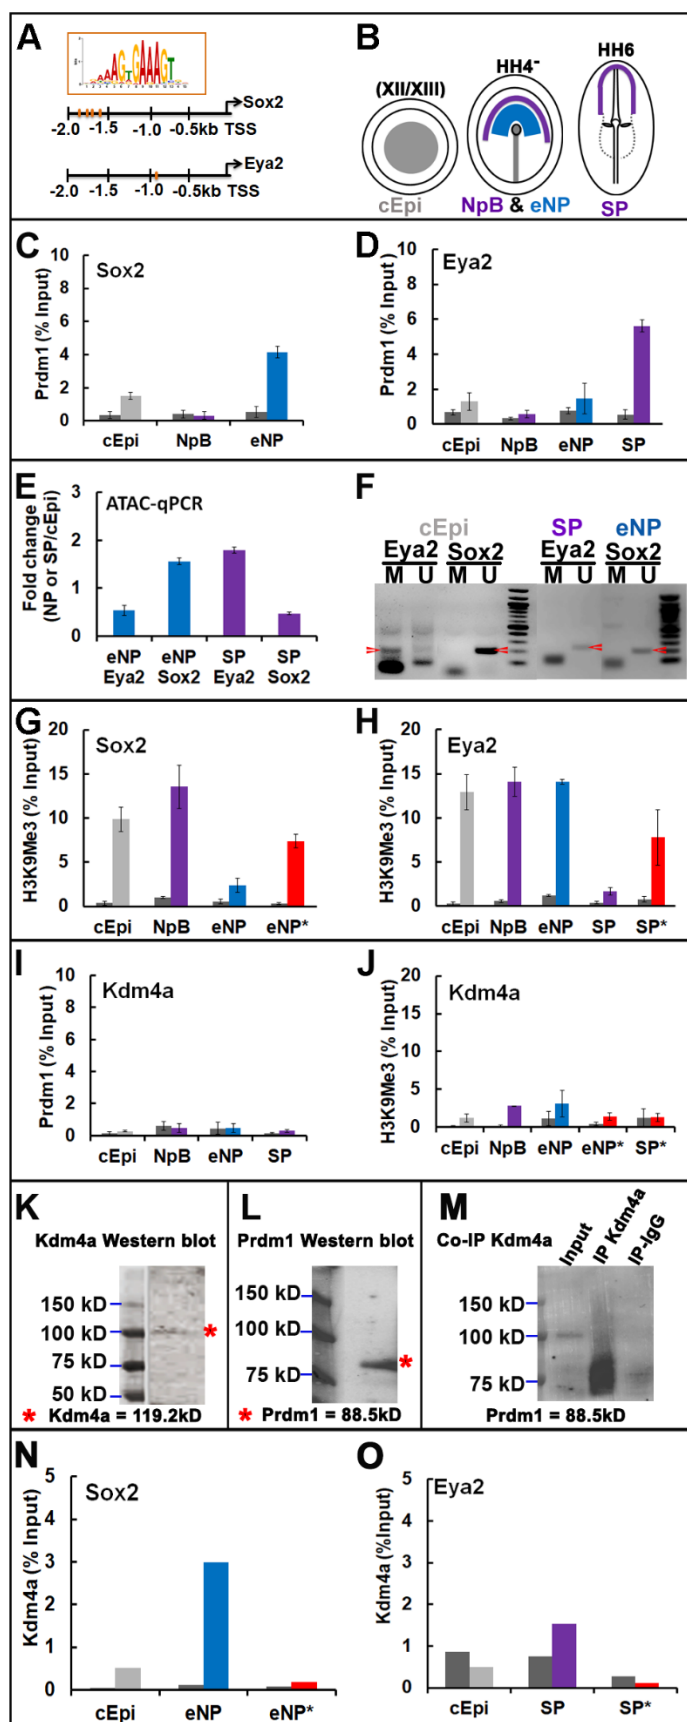 A
Sox2
-2.0 -1.5 -1.0 -0.5kb TSS
Eya2
-2.0 -1.5 -1.0 -0.5kb TSS
B
(XII/XIII) HH4- HH6
cEpi NpB & eNP SP
C
Sox2
Prdm1 (% Input)
10
8
6
4
2
0
cEpi NpB eNP
D
Eya2
Prdm1 (% Input)
10
8
6
4
2
0
cEpi NpB eNP SP
E
ATAC-qPCR
Fold change
(NP or SP/cEpi)
3
2
1
0
eNP eNP SP SP
Eya2 Sox2 Eya2 Sox2
F
cEpi SP eNP
Eya2 Sox2 Eya2 Sox2
M U M U M U M U
G
Sox2
H3K9Me3 (% Input)
20
15
10
5
0
cEpi NpB eNP eNP*
H
Eya2
H3K9Me3 (% Input)
20
15
10
5
0
cEpi NpB eNP SP SP*
I
Kdm4a
Prdm1 (% Input)
10
8
6
4
2
0
cEpi NpB eNP SP
J
Kdm4a
H3K9Me3 (% Input)
20
15
10
5
0
cEpi NpB eNP eNP* SP*
K
Kdm4a Western blot
150 kD
100 kD
*
75 kD
50 kD
* Kdm4a = 119.2kD
L
Prdm1 Western blot
150 kD
100 kD
*
75 kD
* Prdm1 = 88.5kD
M
Co-IP Kdm4a
Input
IP Kdm4a
IP-IgG
150 kD
100 kD
75 kD
Prdm1 = 88.5kD
N
Sox2
Kdm4a (% Input)
5
4
3
2
1
0
cEpi eNP eNP*
O
Eya2
Kdm4a (%Input)
5
4
3
2
1
0
cEpi SP SP*